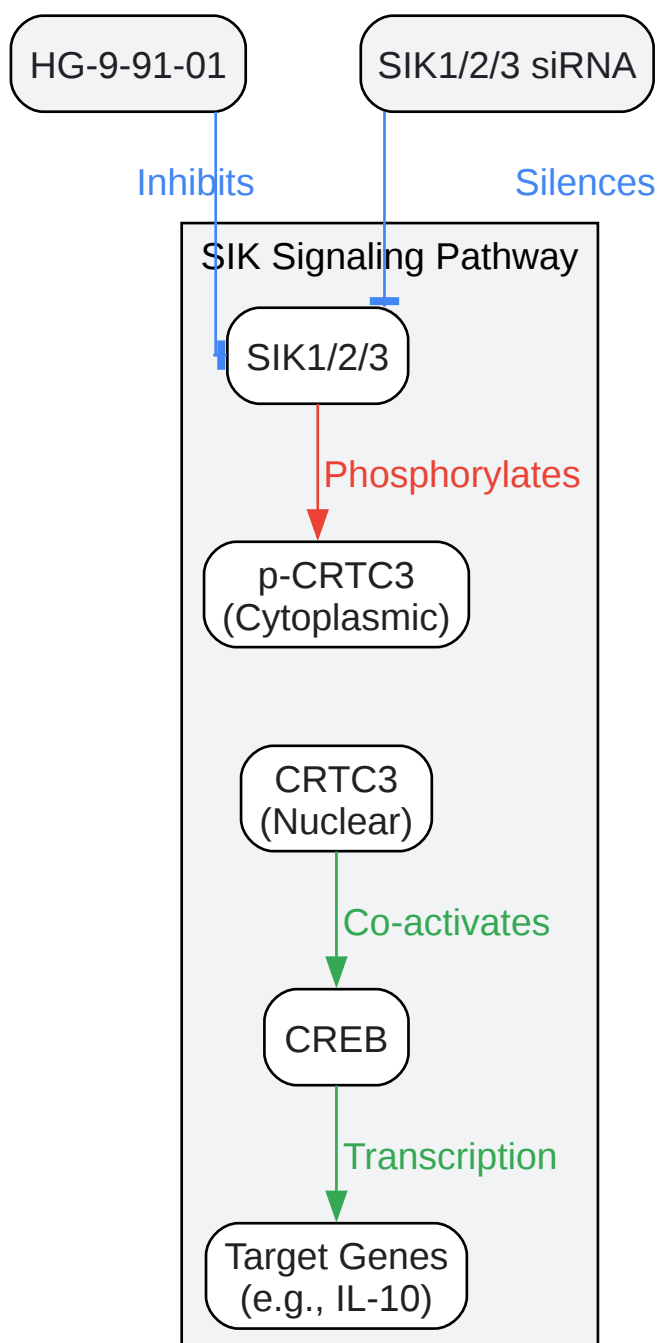 HG-9-91-01
SIK1/2/3 siRNA
Inhibits
Silences
SIK Signaling Pathway
SIK1/2/3
Phosphorylates
p-CRTC3
(Cytoplasmic)
CRTC3
(Nuclear)
Co-activates
CREB
Transcription
Target Genes
(e.g., IL-10)